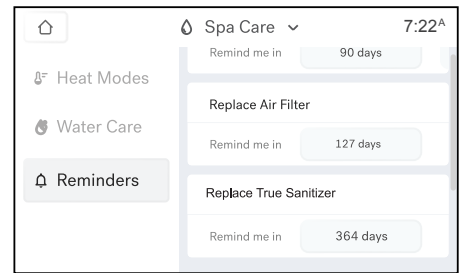 Spa Care 7:22ᴬ
Remind me in 90 days
Heat Modes
Replace Air Filter
Water Care
Remind me in 127 days
Reminders
Replace True Sanitizer
Remind me in 364 days